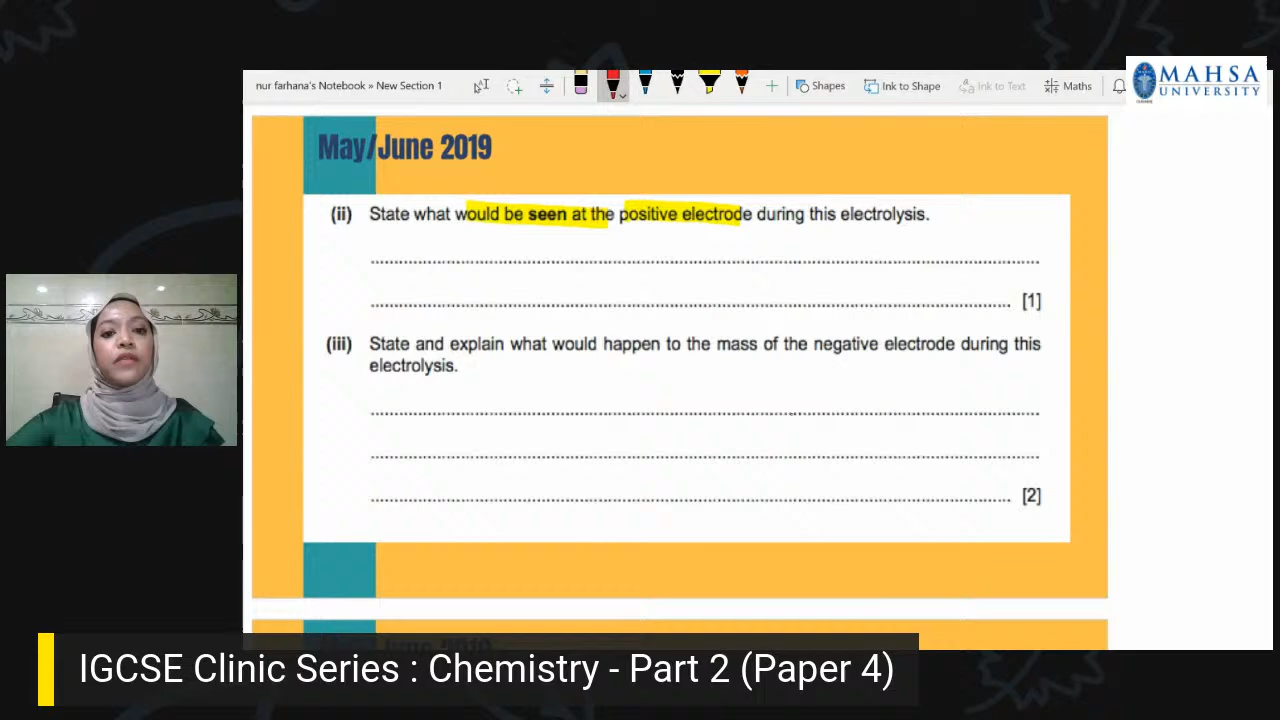 nur farhana's Notebook » New Section 1
Shapes
Ink to Shape
Ink to Text
Maths
MAHSA
UNIVERSITY
May/June 2019
(ii) State what would be seen at the positive electrode during this electrolysis.
[1]
(iii) State and explain what would happen to the mass of the negative electrode during this
electrolysis.
[2]
IGCSE Clinic Series : Chemistry - Part 2 (Paper 4)